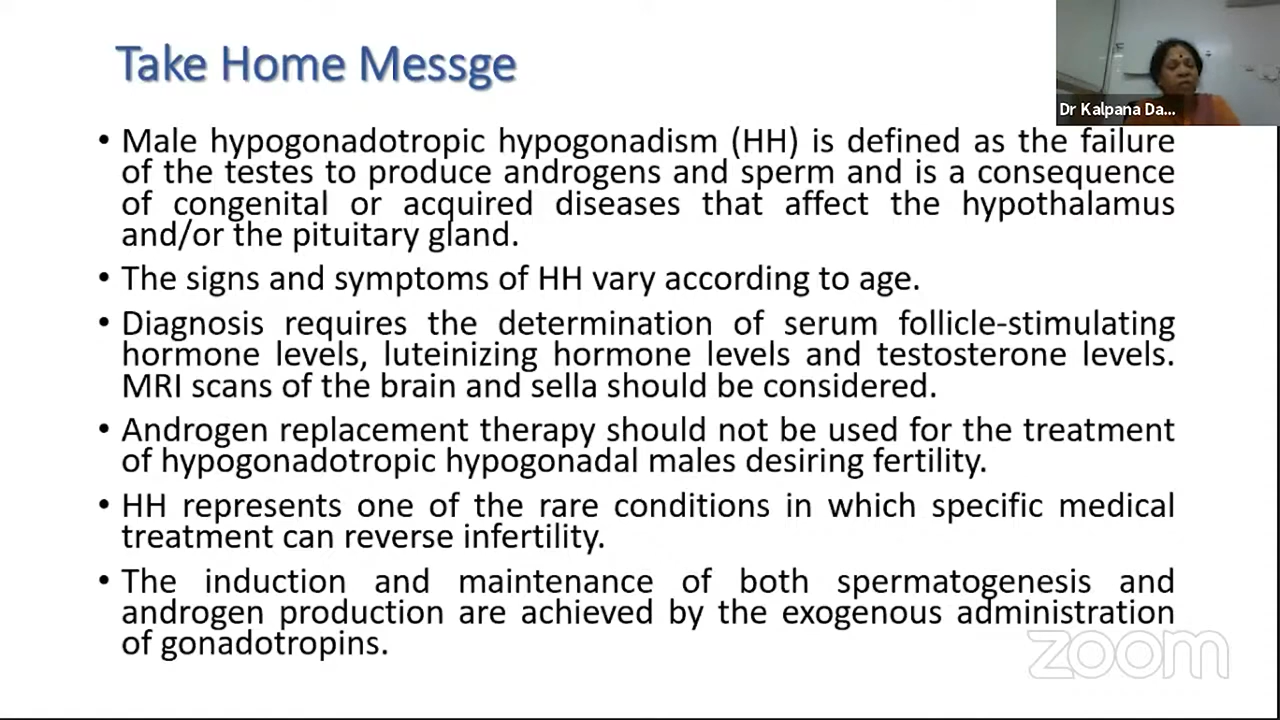 Take Home Messge
Dr Kalpana Da...
• Male hypogonadotropic hypogonadism (HH) is defined as the failure
of the testes to produce androgens and sperm and is a consequence
of congenital or acquired diseases that affect the hypothalamus
and/or the pituitary gland.
• The signs and symptoms of HH vary according to age.
• Diagnosis requires the determination of serum follicle-stimulating
hormone levels, luteinizing hormone levels and testosterone levels.
MRI scans of the brain and sella should be considered.
• Androgen replacement therapy should not be used for the treatment
of hypogonadotropic hypogonadal males desiring fertility.
• HH represents one of the rare conditions in which specific medical
treatment can reverse infertility.
• The induction and maintenance of both spermatogenesis and
androgen production are achieved by the exogenous administration
of gonadotropins.
zoom